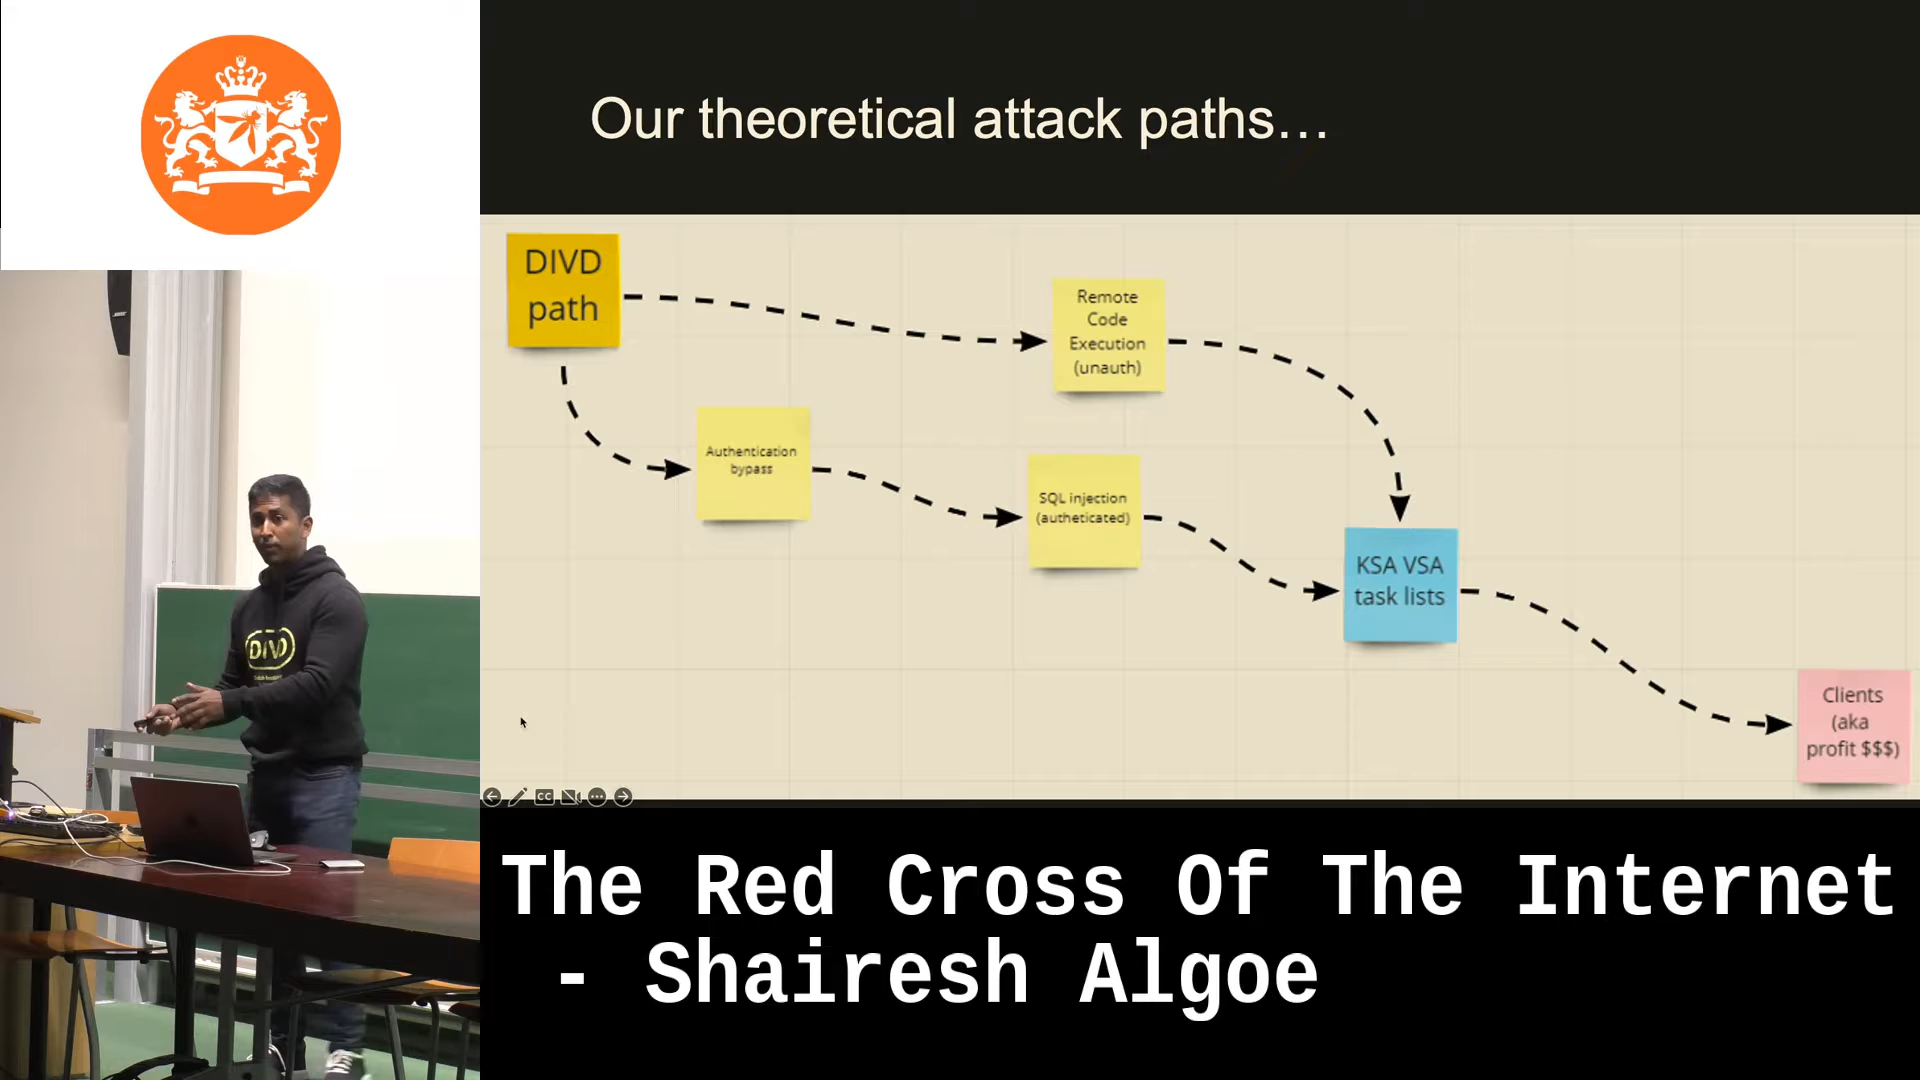 Our theoretical attack paths…
DIVD
path
Remote
Code
Execution
(unauth)
Authentication
bypass
SQL injection
(autheticated)
KSA VSA
task lists
Clients
(aka
profit $$$)
DIVD
CC
The Red Cross Of The Internet
- Shairesh Algoe